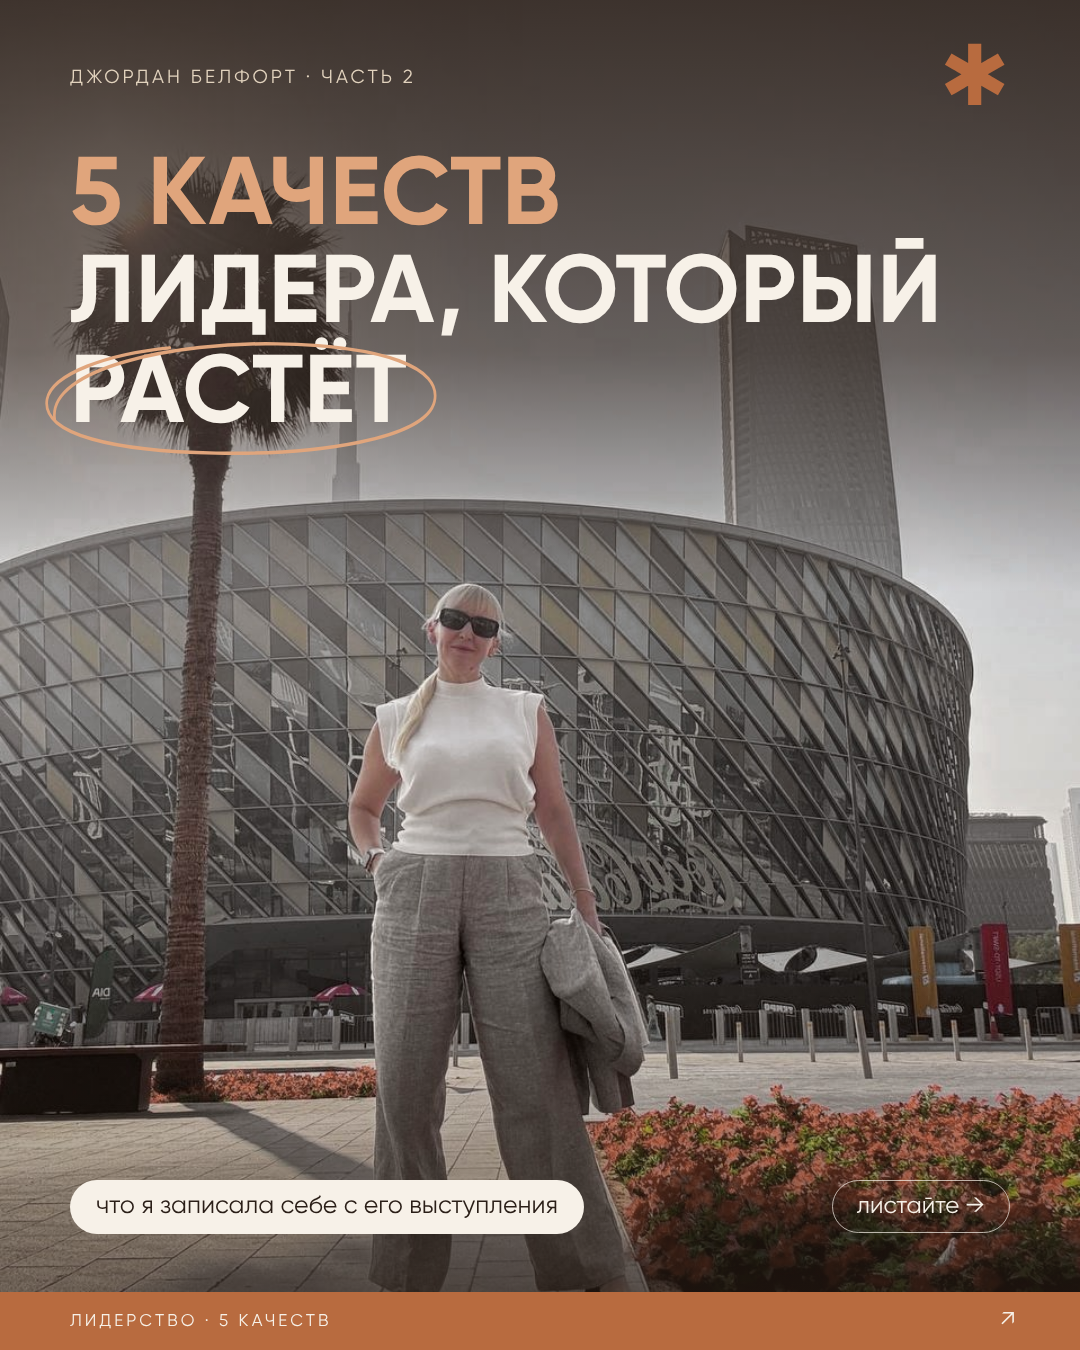 ДЖОРДАН БЕЛФОРТ · ЧАСТЬ 2
5 КАЧЕСТВ
ЛИДЕРА, КОТОРЫЙ
РАСТЁТ
что я записала себе с его выступления
листайте →
ЛИДЕРСТВО · 5 КАЧЕСТВ